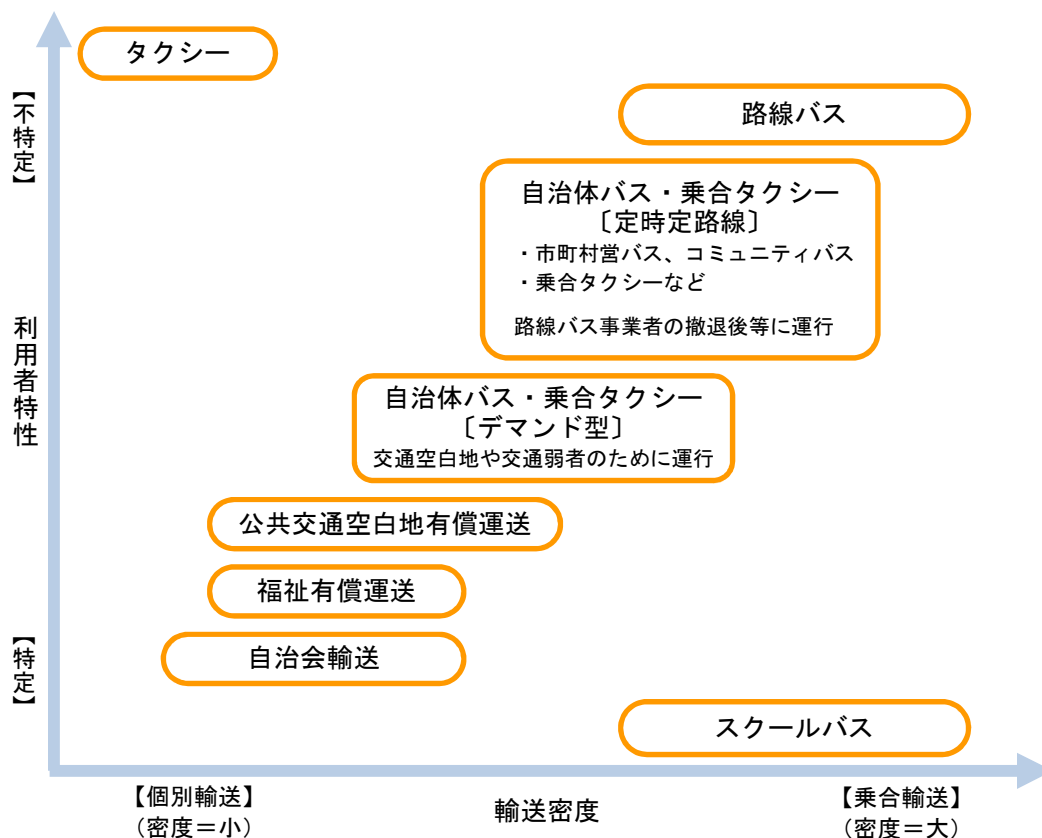 タクシー
路線バス
【不特定】
自治体バス・乗合タクシー
〔定時定路線〕
・市町村営バス、コミュニティバス
・乗合タクシーなど
路線バス事業者の撤退後等に運行
利用者特性
自治体バス・乗合タクシー
〔デマンド型〕
交通空白地や交通弱者のために運行
公共交通空白地有償運送
福祉有償運送
自治会輸送
【特定】
スクールバス
【個別輸送】
（密度＝小）
輸送密度
【乗合輸送】
（密度＝大）